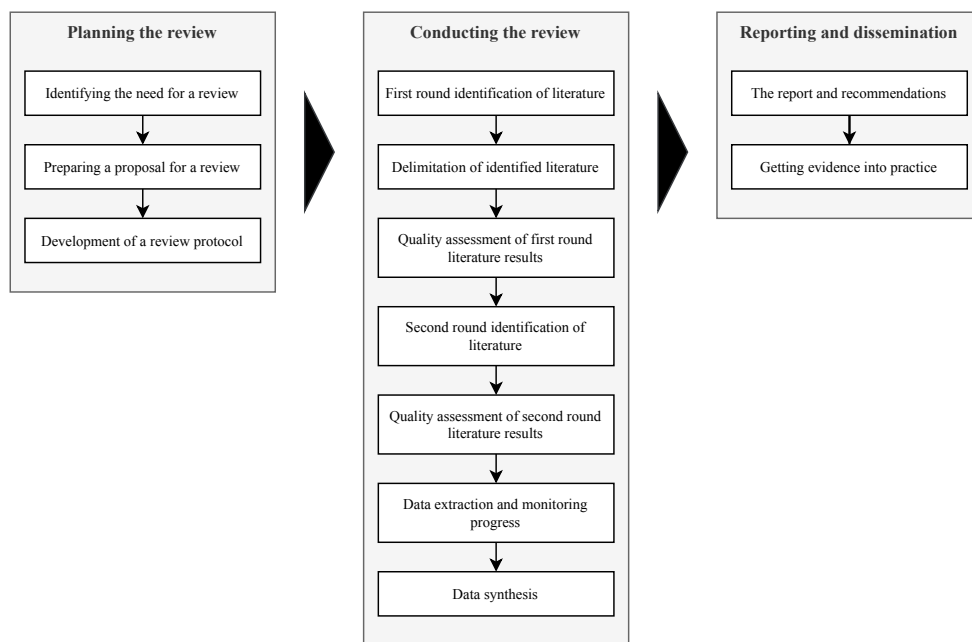 Planning the review
Identifying the need for a review
Preparing a proposal for a review
Development of a review protocol
Conducting the review
First round identification of literature
Delimitation of identified literature
Quality assessment of first round
literature results
Second round identification of
literature
Quality assessment of second round
literature results
Data extraction and monitoring
progress
Data synthesis
Reporting and dissemination
The report and recommendations
Getting evidence into practice